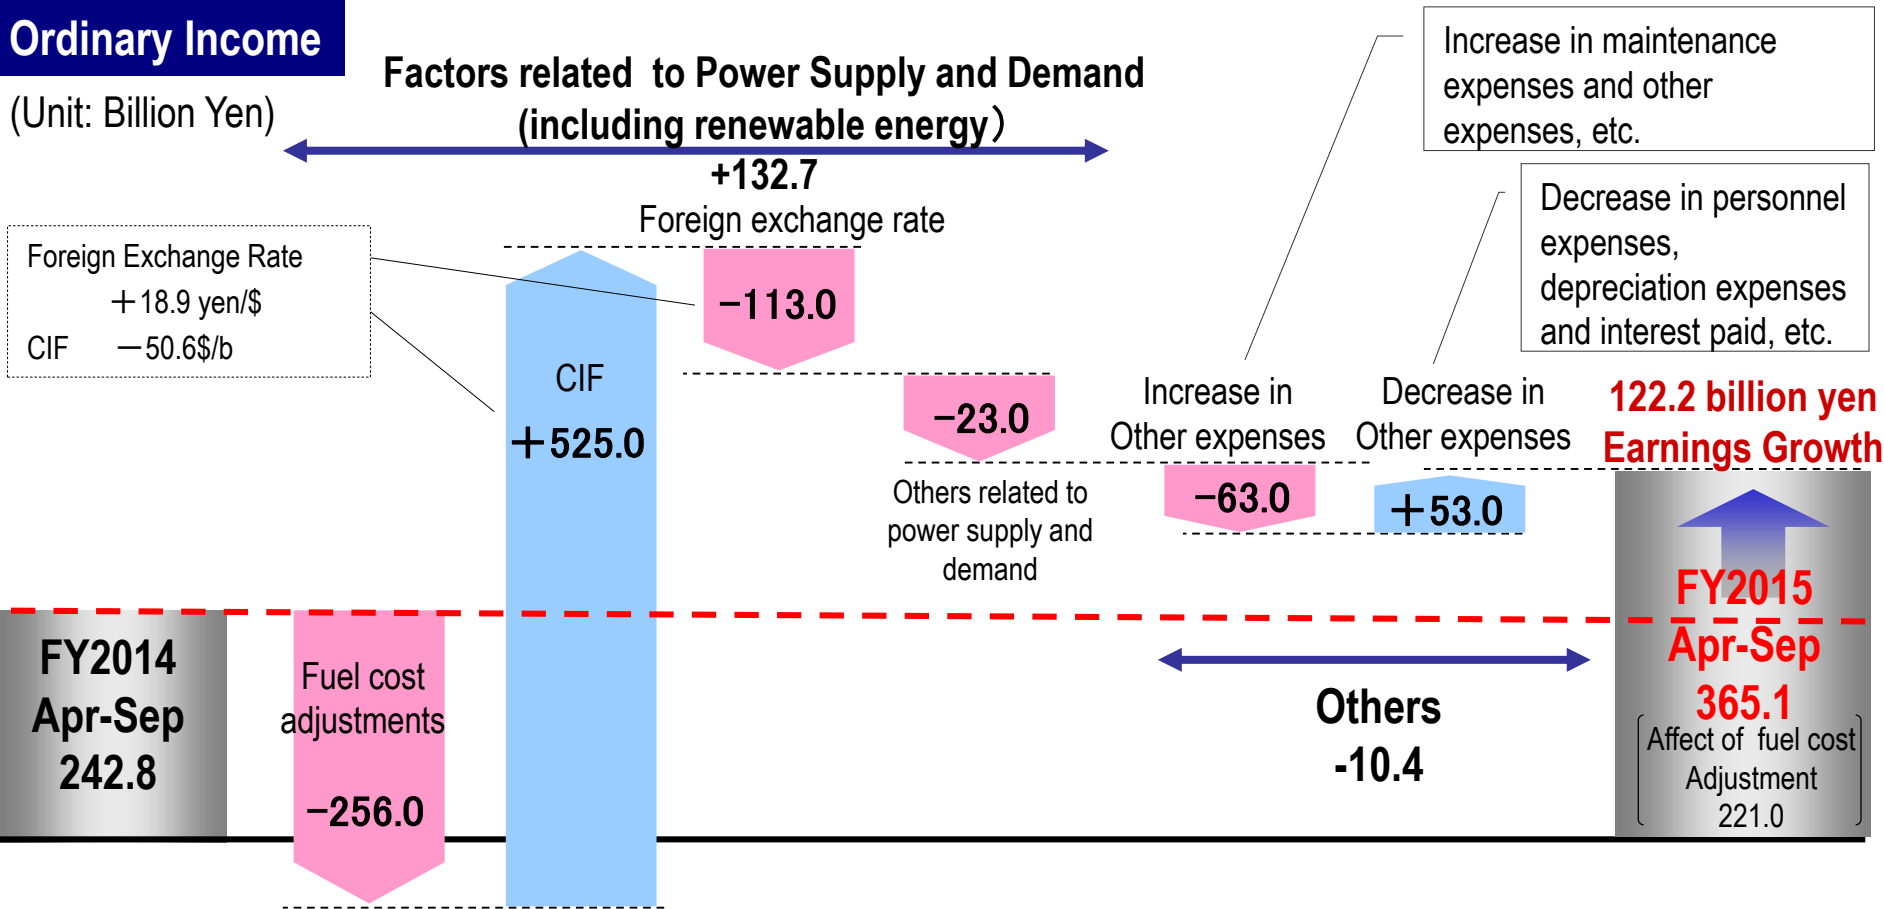 Ordinary Income
(Unit: Billion Yen)
Factors related  to Power Supply and Demand
(including renewable energy）
+132.7
Foreign exchange rate
Foreign Exchange Rate
＋18.9 yen/$
CIF －50.6$/b
CIF
＋525.0
−113.0
−23.0
Others related to
power supply and
demand
Increase in maintenance
expenses and other
expenses, etc.
Decrease in personnel
expenses,
depreciation expenses
and interest paid, etc.
Increase in
Other expenses
−63.0
Decrease in
Other expenses
＋53.0
122.2 billion yen
Earnings Growth
FY2014
Apr-Sep
242.8
Fuel cost
adjustments
−256.0
Others
-10.4
FY2015
Apr-Sep
365.1
Affect of  fuel cost
Adjustment
221.0